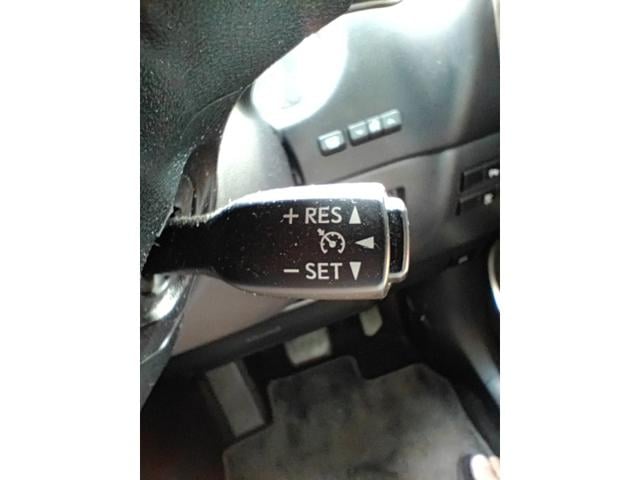 + RES ▲
◀
− SET ▼